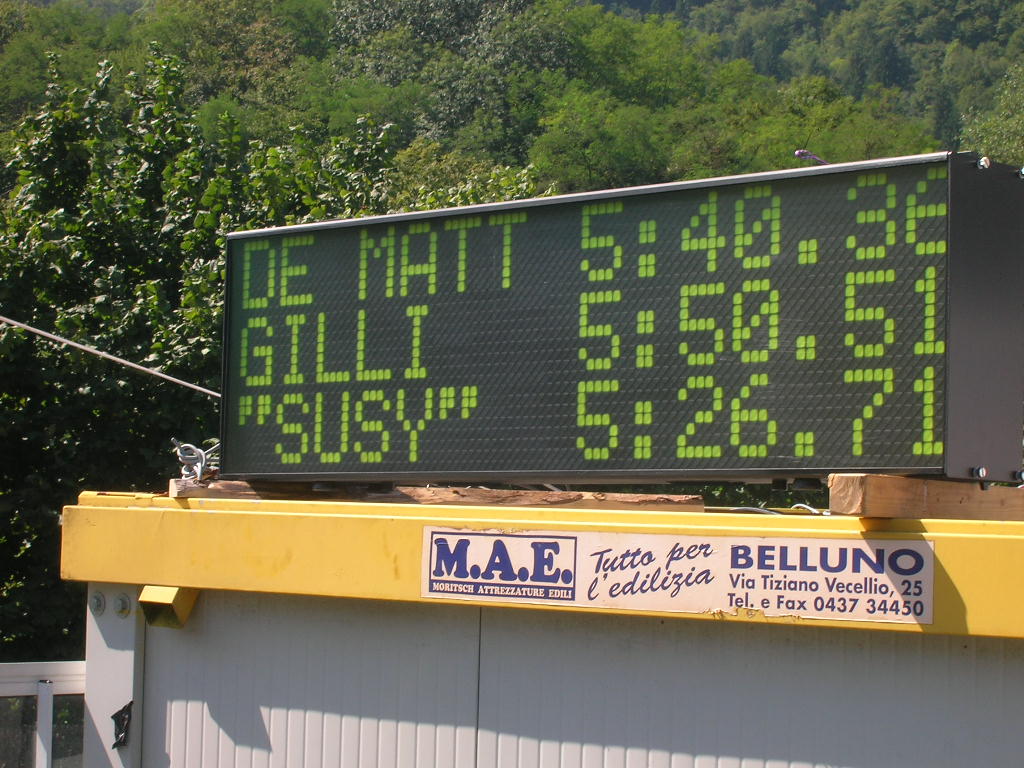 DE MATT 5:40.36
GILLI 5:50.51
"SUSY" 5:26.71
M.A.E.
MORITSCH ATTREZZATURE EDILI
Tutto per
l'edilizia
BELLUNO
Via Tiziano Vecellio, 25
Tel. e Fax 0437 34450